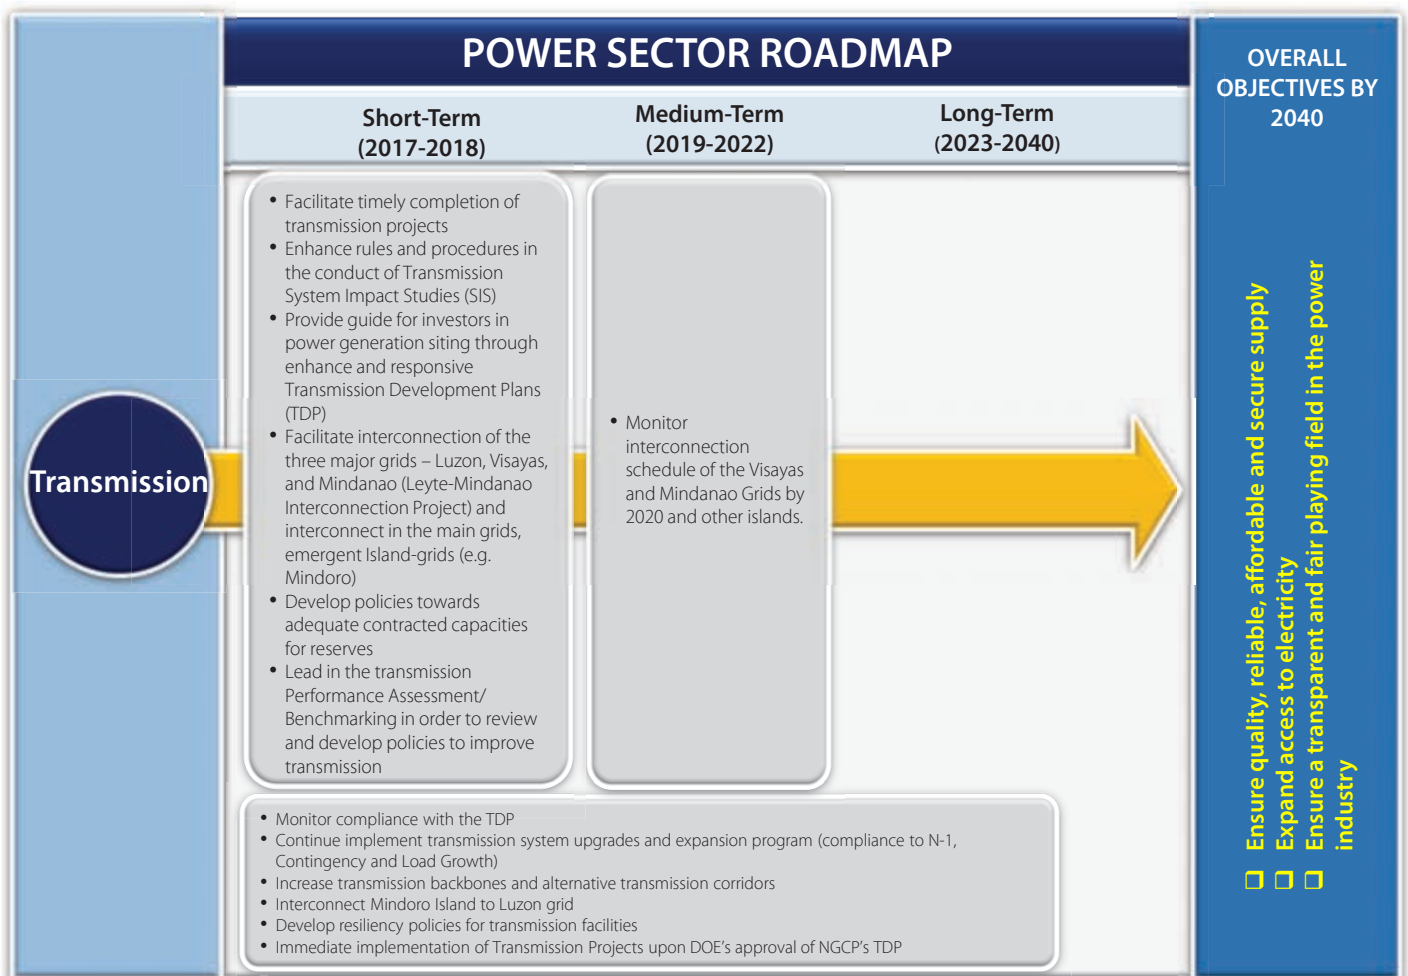 POWER SECTOR ROADMAP
OVERALL
OBJECTIVES BY
2040
Short-Term
(2017-2018)
Medium-Term
(2019-2022)
Long-Term
(2023-2040)
Transmission
• Facilitate timely completion of
transmission projects
• Enhance rules and procedures in
the conduct of Transmission
System Impact Studies (SIS)
• Provide guide for investors in
power generation siting through
enhance and responsive
Transmission Development Plans
(TDP)
• Facilitate interconnection of the
three major grids – Luzon, Visayas,
and Mindanao (Leyte-Mindanao
Interconnection Project) and
interconnect in the main grids,
emergent Island-grids (e.g.
Mindoro)
• Develop policies towards
adequate contracted capacities
for reserves
• Lead in the transmission
Performance Assessment/
Benchmarking in order to review
and develop policies to improve
transmission
• Monitor
interconnection
schedule of the Visayas
and Mindanao Grids by
2020 and other islands.
• Monitor compliance with the TDP
• Continue implement transmission system upgrades and expansion program (compliance to N-1,
Contingency and Load Growth)
• Increase transmission backbones and alternative transmission corridors
• Interconnect Mindoro Island to Luzon grid
• Develop resiliency policies for transmission facilities
• Immediate implementation of Transmission Projects upon DOE's approval of NGCP's TDP
❑ Ensure quality, reliable, affordable and secure supply
❑ Expand access to electricity
❑ Ensure a transparent and fair playing field in the power
industry